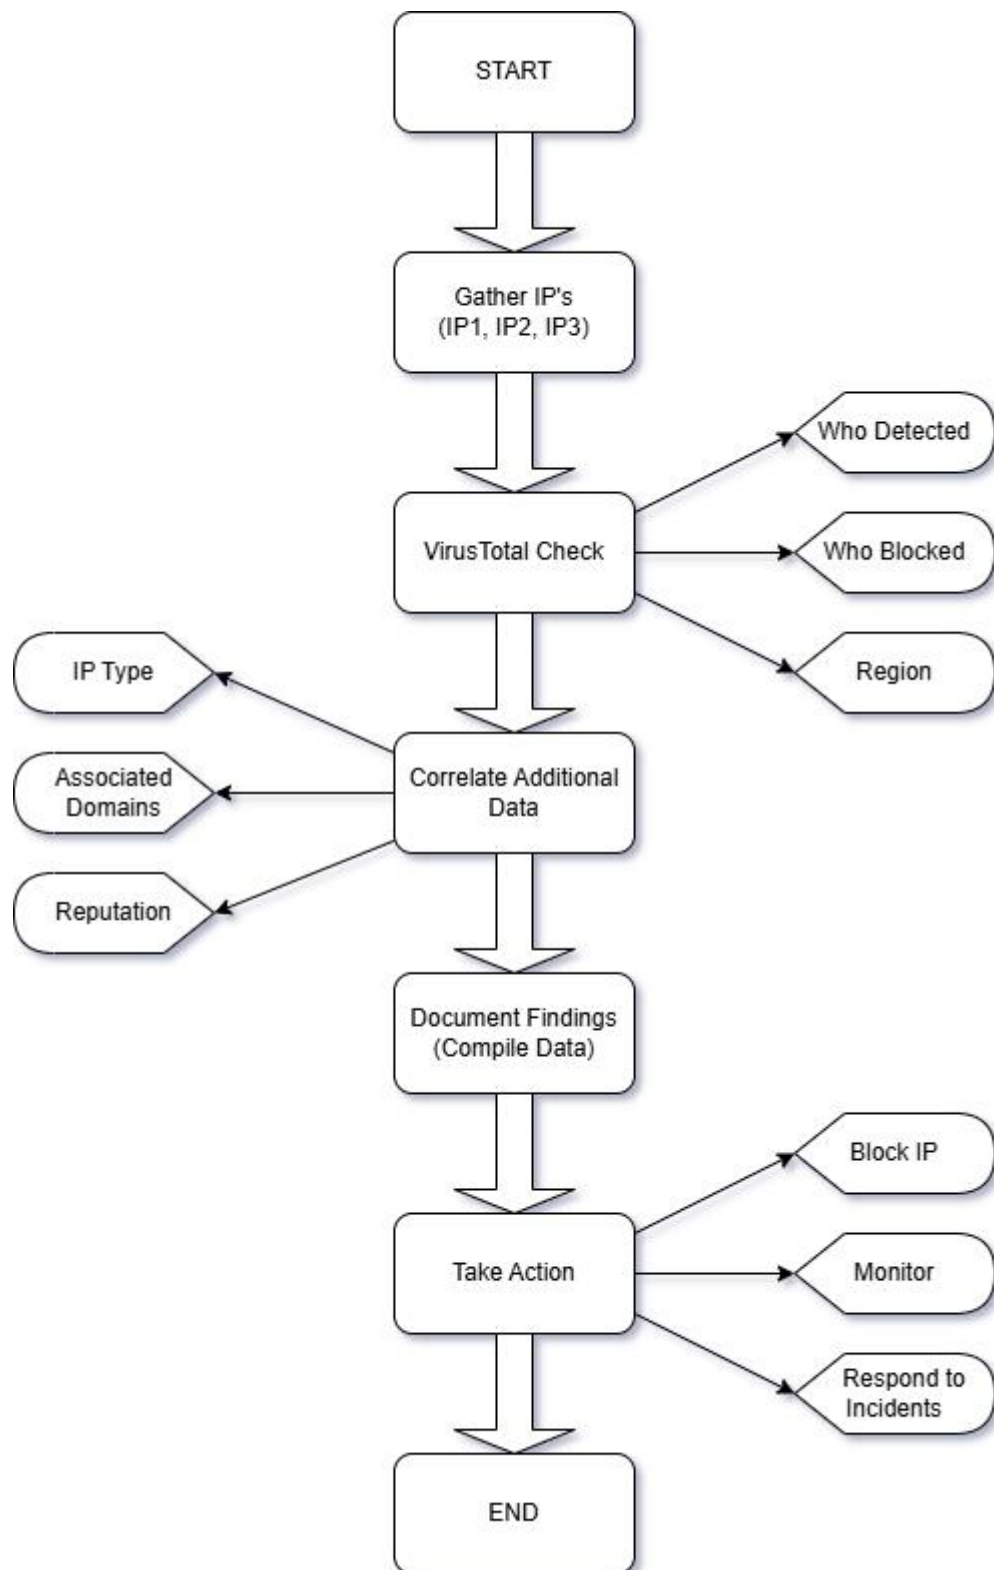 START
Gather IP's
(IP1, IP2, IP3)
Who Detected
VirusTotal Check
Who Blocked
Region
IP Type
Associated
Domains
Correlate Additional
Data
Reputation
Document Findings
(Compile Data)
Block IP
Take Action
Monitor
Respond to
Incidents
END